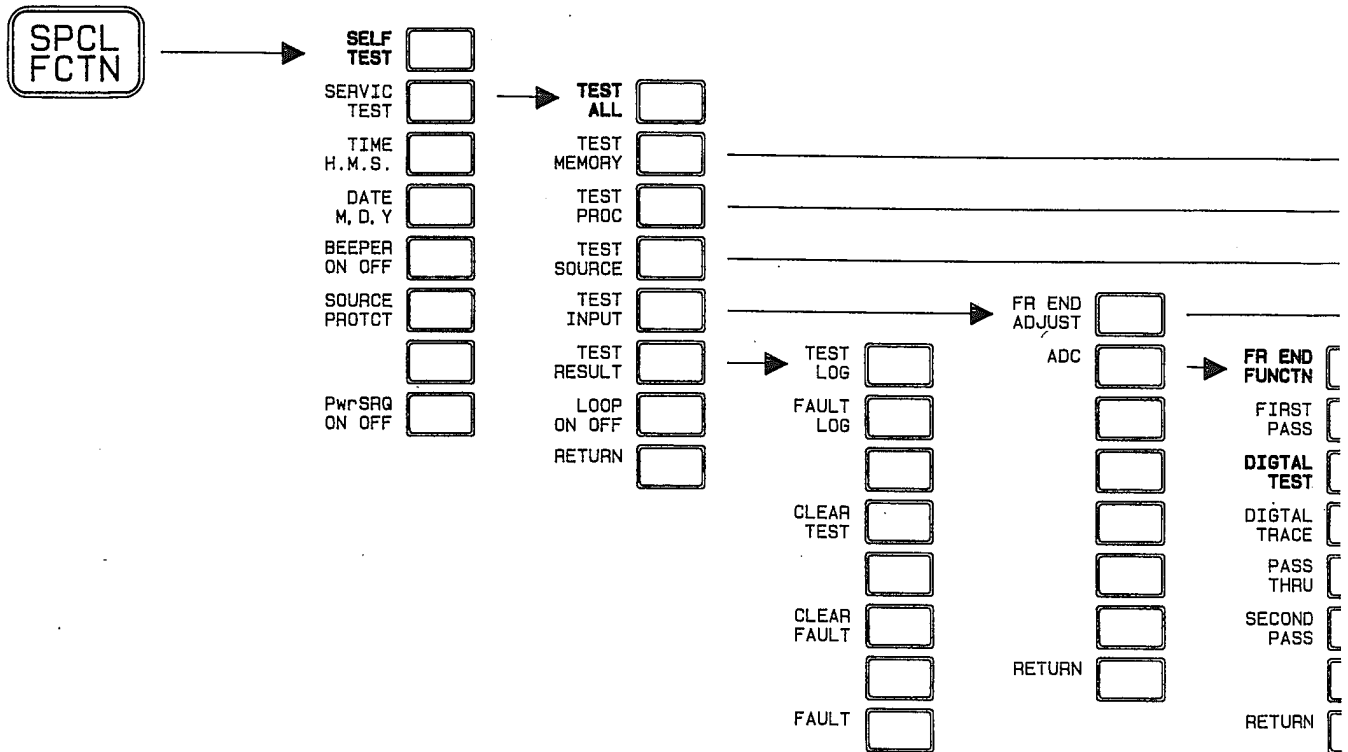 SPCL
FCTN
SELF
TEST
SERVIC
TEST
TIME
H.M.S.
DATE
M, D, Y
BEEPER
ON OFF
SOURCE
PROTCT
PwrSRQ
ON OFF
TEST
ALL
TEST
MEMORY
TEST
PROC
TEST
SOURCE
TEST
INPUT
TEST
RESULT
LOOP
ON OFF
RETURN
TEST
LOG
FAULT
LOG
CLEAR
TEST
CLEAR
FAULT
FAULT
FR END
ADJUST
ADC
RETURN
FR END
FUNCTN
FIRST
PASS
DIGTAL
TEST
DIGTAL
TRACE
PASS
THRU
SECOND
PASS
RETURN